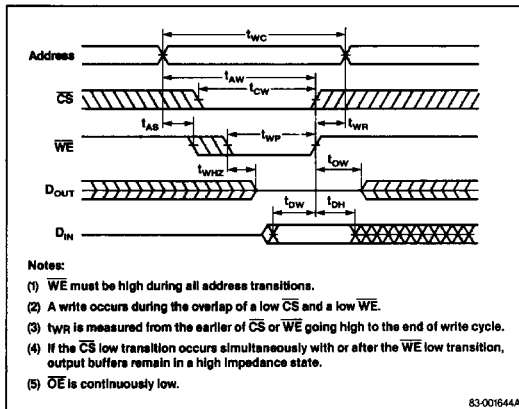 tWC
Address
tAW
tCW
CS
tAS
tWP
tWR
WE
tWHZ
tOW
DOUT
tDW
tDH
DIN
Notes:
(1) WE must be high during all address transitions.
(2) A write occurs during the overlap of a low CS and a low WE.
(3) tWR is measured from the earlier of CS or WE going high to the end of write cycle.
(4) If the CS low transition occurs simultaneously with or after the WE low transition,
output buffers remain in a high impedance state.
(5) OE is continuously low.
83-001644A